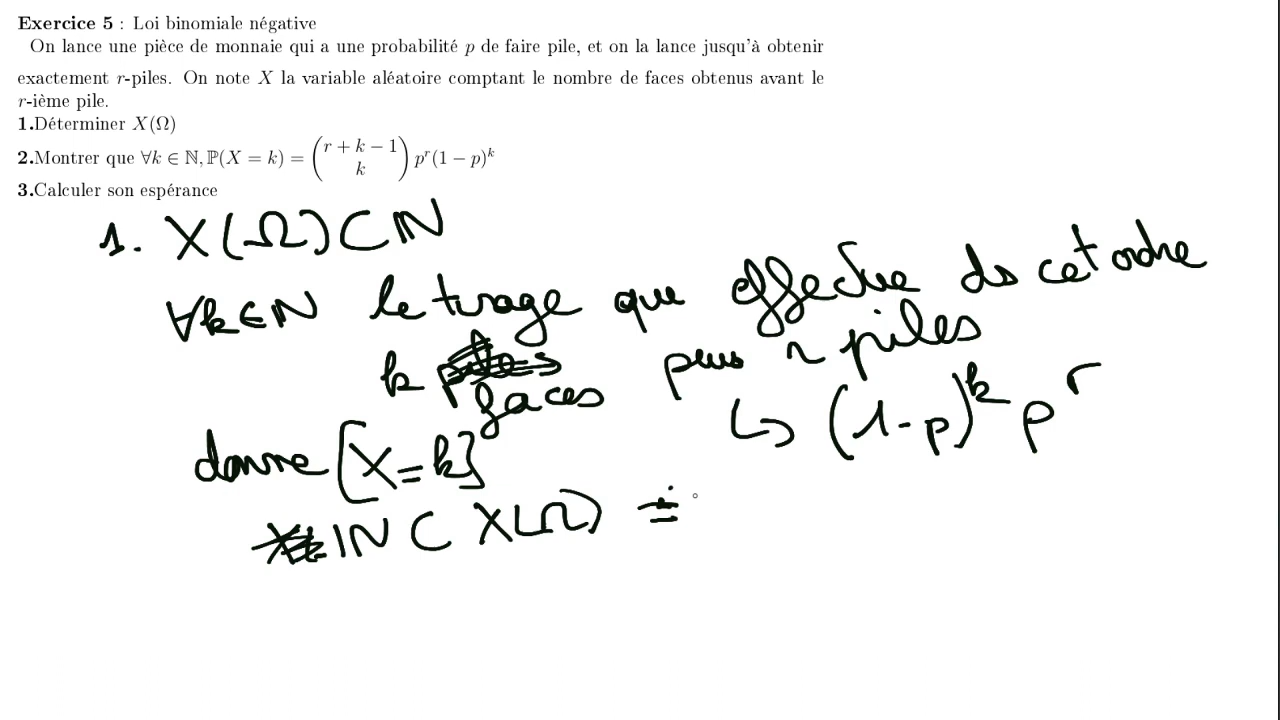 Exercice 5 : Loi binomiale négative
On lance une pièce de monnaie qui a une probabilité p de faire pile, et on la lance jusqu'à obtenir
exactement r-piles. On note X la variable aléatoire comptant le nombre de faces obtenus avant le
r-ième pile.
1.Déterminer X(Ω)
2.Montrer que ∀k ∈ ℕ, ℙ(X = k) = \binom{r + k − 1}{k} p^r (1 − p)^k
3.Calculer son espérance
1. X(Ω) ⊂ ℕ
∀k ∈ ℕ le tirage que effectue ds cet ordre
k faces puis r piles
↳ (1-p)^k p^r
donne [X = k]
ℕ ⊂ X(Ω)